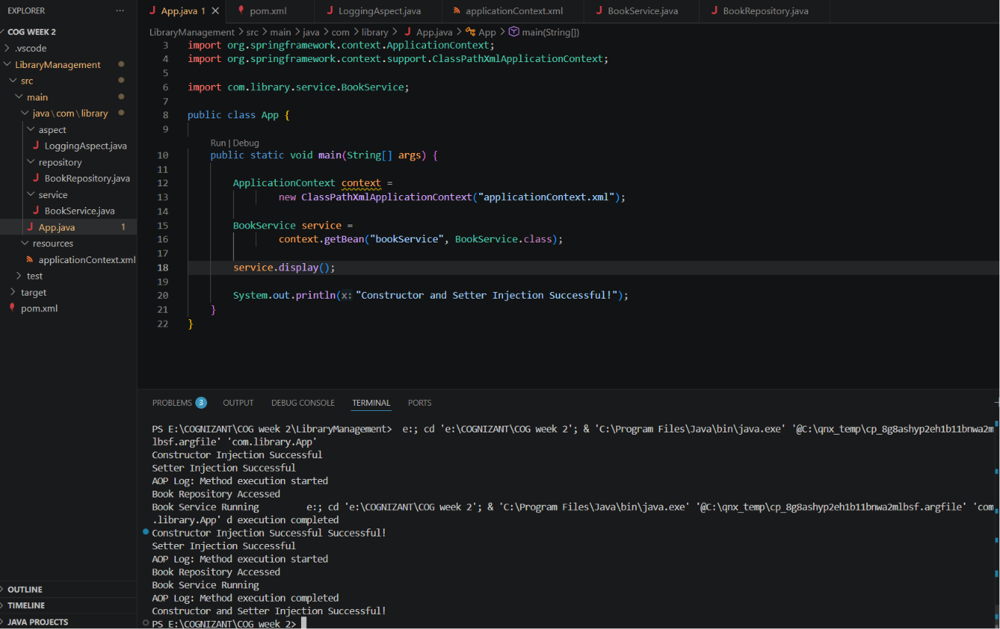 EXPLORER ...
COG WEEK 2
.vscode
LibraryManagement
src
main
java\com\library
aspect
J LoggingAspect.java
repository
J BookRepository.java
service
J BookService.java
J App.java 1
resources
applicationContext.xml
test
target
pom.xml
OUTLINE
TIMELINE
JAVA PROJECTS
J App.java 1 × pom.xml J LoggingAspect.java applicationContext.xml J BookService.java J BookRepository.java
LibraryManagement > src > main > java > com > library > J App.java > App > main(String[])
3 import org.springframework.context.ApplicationContext;
4 import org.springframework.context.support.ClassPathXmlApplicationContext;
5
6 import com.library.service.BookService;
7
8 public class App {
9
Run | Debug
10 public static void main(String[] args) {
11
12 ApplicationContext context =
13 new ClassPathXmlApplicationContext("applicationContext.xml");
14
15 BookService service =
16 context.getBean("bookService", BookService.class);
17
18 service.display();
19
20 System.out.println(x: "Constructor and Setter Injection Successful!");
21 }
22 }
PROBLEMS 3 OUTPUT DEBUG CONSOLE TERMINAL PORTS
PS E:\COGNIZANT\COG week 2\LibraryManagement> e:; cd 'e:\COGNIZANT\COG week 2'; & 'C:\Program Files\Java\bin\java.exe' '@C:\qnx_temp\cp_8g8ashyp2eh1b11bnwa2m
lbsf.argfile' 'com.library.App'
Constructor Injection Successful
Setter Injection Successful
AOP Log: Method execution started
Book Repository Accessed
Book Service Running e:; cd 'e:\COGNIZANT\COG week 2'; & 'C:\Program Files\Java\bin\java.exe' '@C:\qnx_temp\cp_8g8ashyp2eh1b11bnwa2mlbsf.argfile' 'com
.library.App' d execution completed
Constructor Injection Successful Successful!
Setter Injection Successful
AOP Log: Method execution started
Book Repository Accessed
Book Service Running
AOP Log: Method execution completed
Constructor and Setter Injection Successful!
PS E:\COGNIZANT\COG week 2>